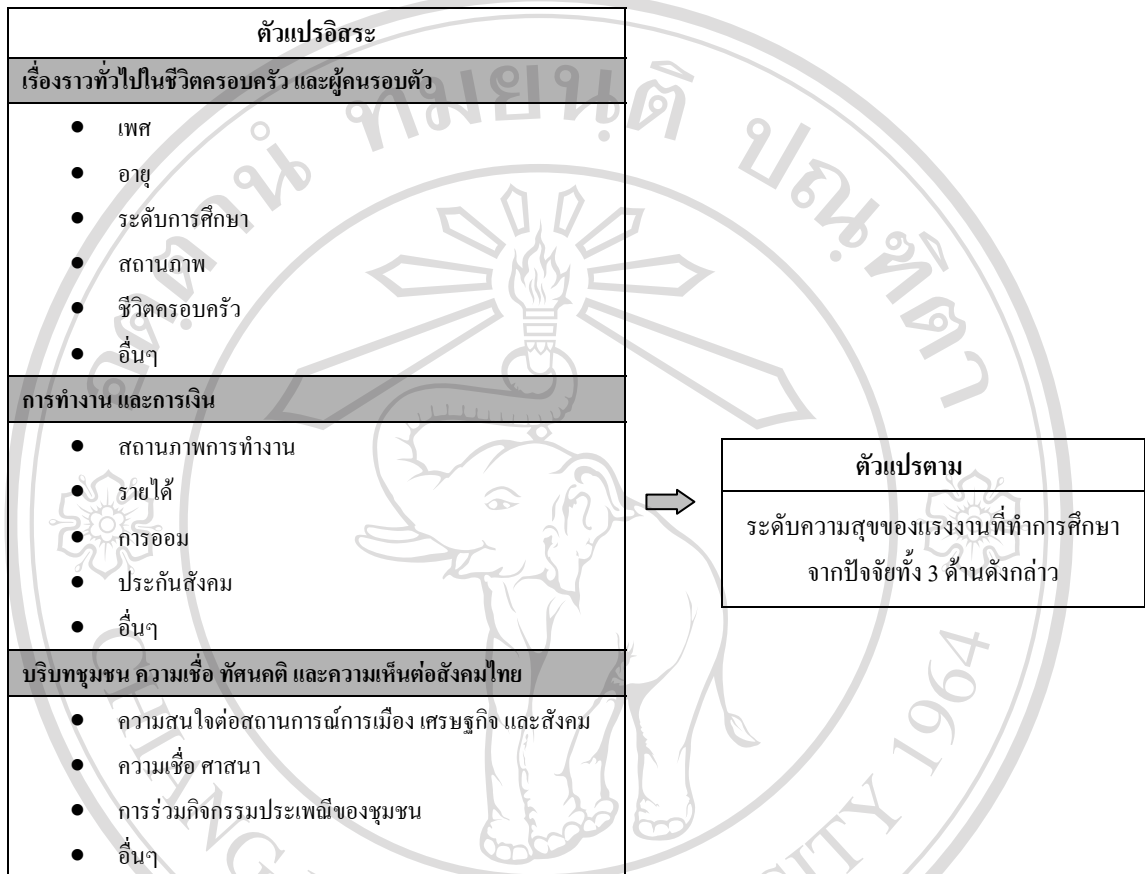 ตัวแปรอิสระ
เรื่องราวทั่วไปในชีวิตครอบครัว และผู้คนรอบตัว
● เพศ
● อายุ
● ระดับการศึกษา
● สถานภาพ
● ชีวิตครอบครัว
● อื่นๆ
การทำงาน และการเงิน
● สถานภาพการทำงาน
● รายได้
● การออม
● ประกันสังคม
● อื่นๆ
บริบทชุมชน ความเชื่อ ทัศนคติ และความเห็นต่อสังคมไทย
● ความสนใจต่อสถานการณ์การเมือง เศรษฐกิจ และสังคม
● ความเชื่อ ศาสนา
● การร่วมกิจกรรมประเพณีของชุมชน
● อื่นๆ
ตัวแปรตาม
ระดับความสุขของแรงงานที่ทำการศึกษา
จากปัจจัยทั้ง 3 ด้านดังกล่าว
อตฺตานํ ทมยนฺติ ปณฺฑิตา
1964